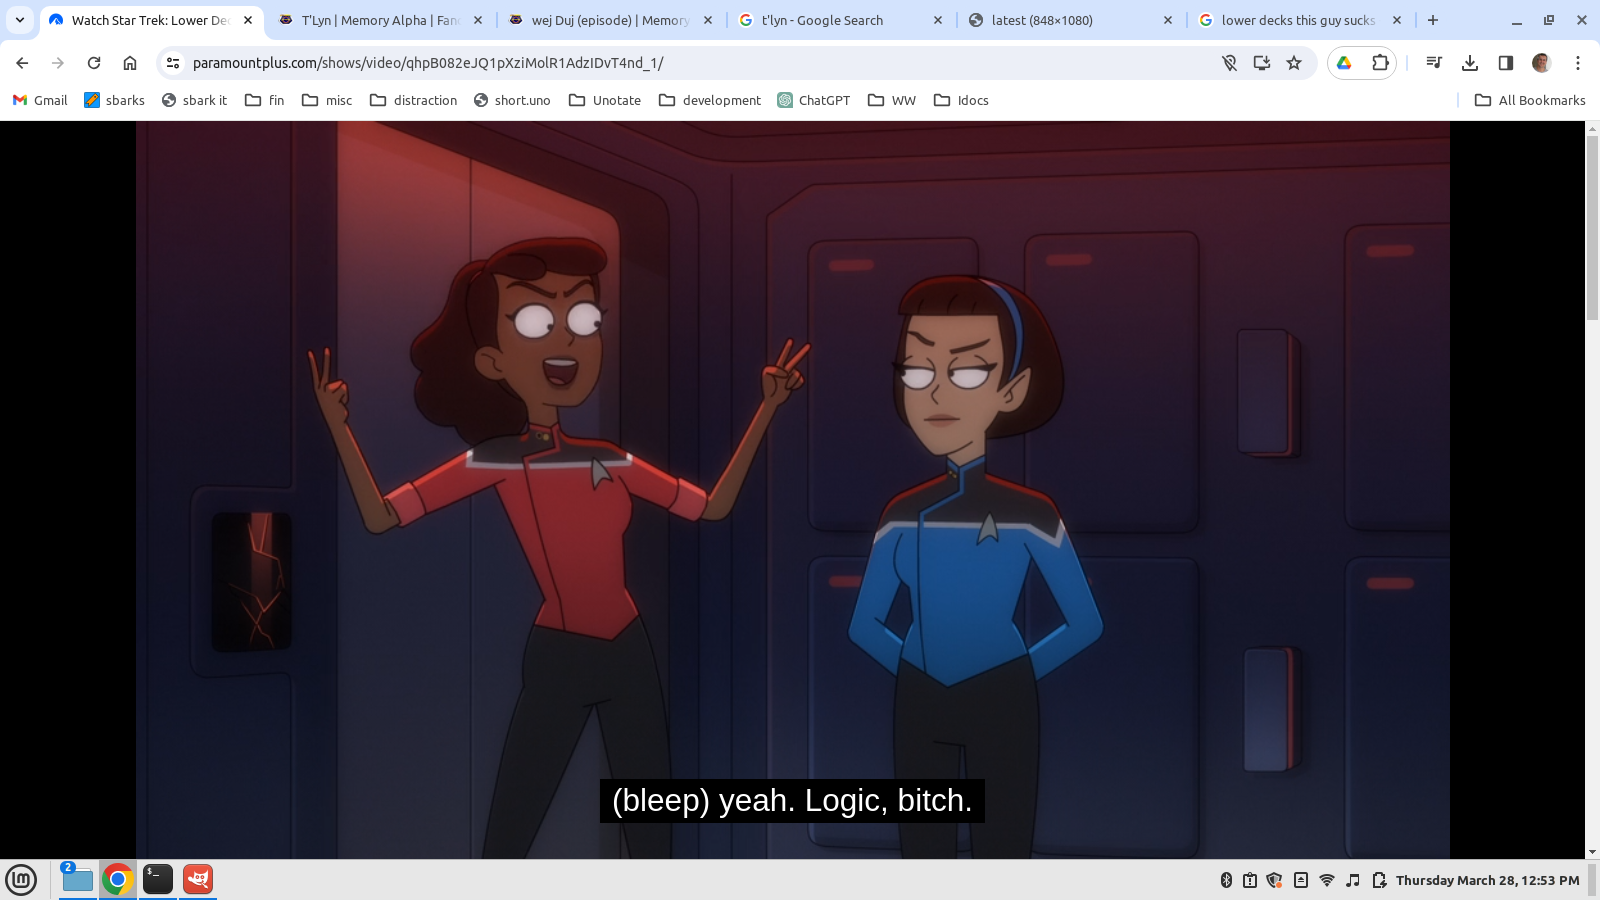 Watch Star Trek: Lower De
T'Lyn | Memory Alpha | Fan
wej Duj (episode) | Memory
t'lyn - Google Search
latest (848×1080)
lower decks this guy sucks
paramountplus.com/shows/video/qhpB082eJQ1pXziMolR1AdzIDvT4nd_1/
Gmail sbarks sbark it fin misc distraction short.uno Unotate development ChatGPT WW Idocs All Bookmarks
(bleep) yeah. Logic, bitch.
2
$_
Thursday March 28, 12:53 PM